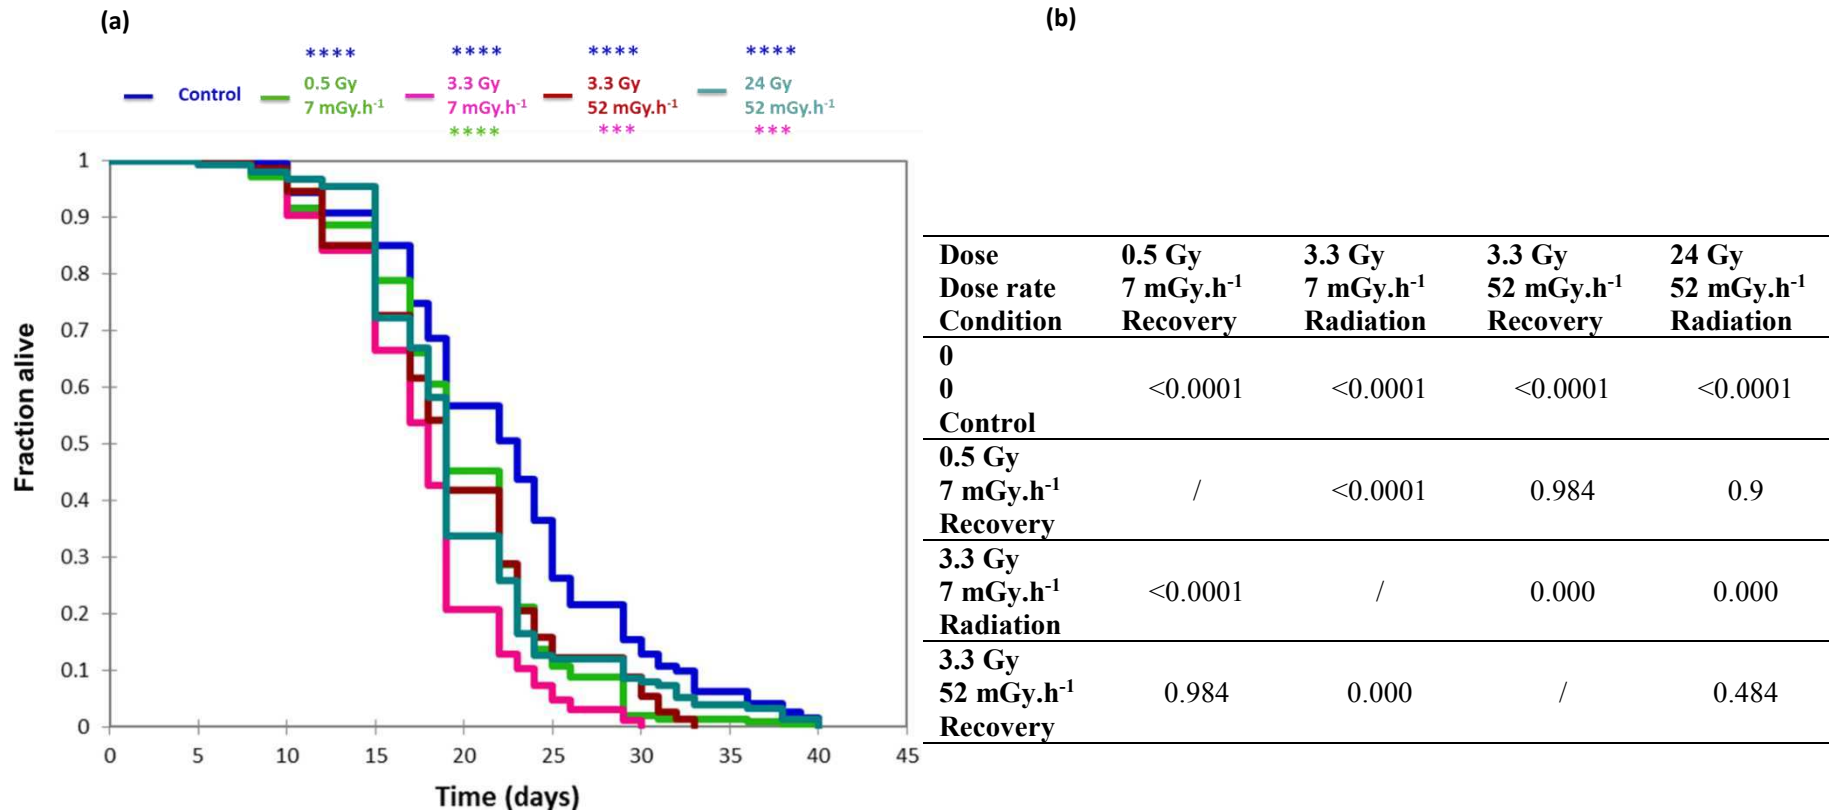 (a)
(b)
**** **** **** ****
Control 0.5 Gy 3.3 Gy 3.3 Gy 24 Gy
7 mGy.h⁻¹ 7 mGy.h⁻¹ 52 mGy.h⁻¹ 52 mGy.h⁻¹
**** *** ***
1
0.9
0.8
0.7
0.6
0.5
0.4
0.3
0.2
0.1
0
Fraction alive
0 5 10 15 20 25 30 35 40 45
Time (days)
Dose 0.5 Gy 3.3 Gy 3.3 Gy 24 Gy
Dose rate 7 mGy.h⁻¹ 7 mGy.h⁻¹ 52 mGy.h⁻¹ 52 mGy.h⁻¹
Condition Recovery Radiation Recovery Radiation
0
0 <0.0001 <0.0001 <0.0001 <0.0001
Control
0.5 Gy
7 mGy.h⁻¹ / <0.0001 0.984 0.9
Recovery
3.3 Gy
7 mGy.h⁻¹ <0.0001 / 0.000 0.000
Radiation
3.3 Gy
52 mGy.h⁻¹ 0.984 0.000 / 0.484
Recovery